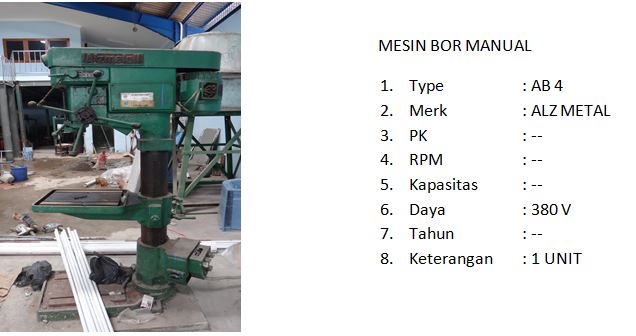 MESIN BOR MANUAL
1. Type : AB 4
2. Merk : ALZ METAL
3. PK : --
4. RPM : --
5. Kapasitas : --
6. Daya : 380 V
7. Tahun : --
8. Keterangan : 1 UNIT